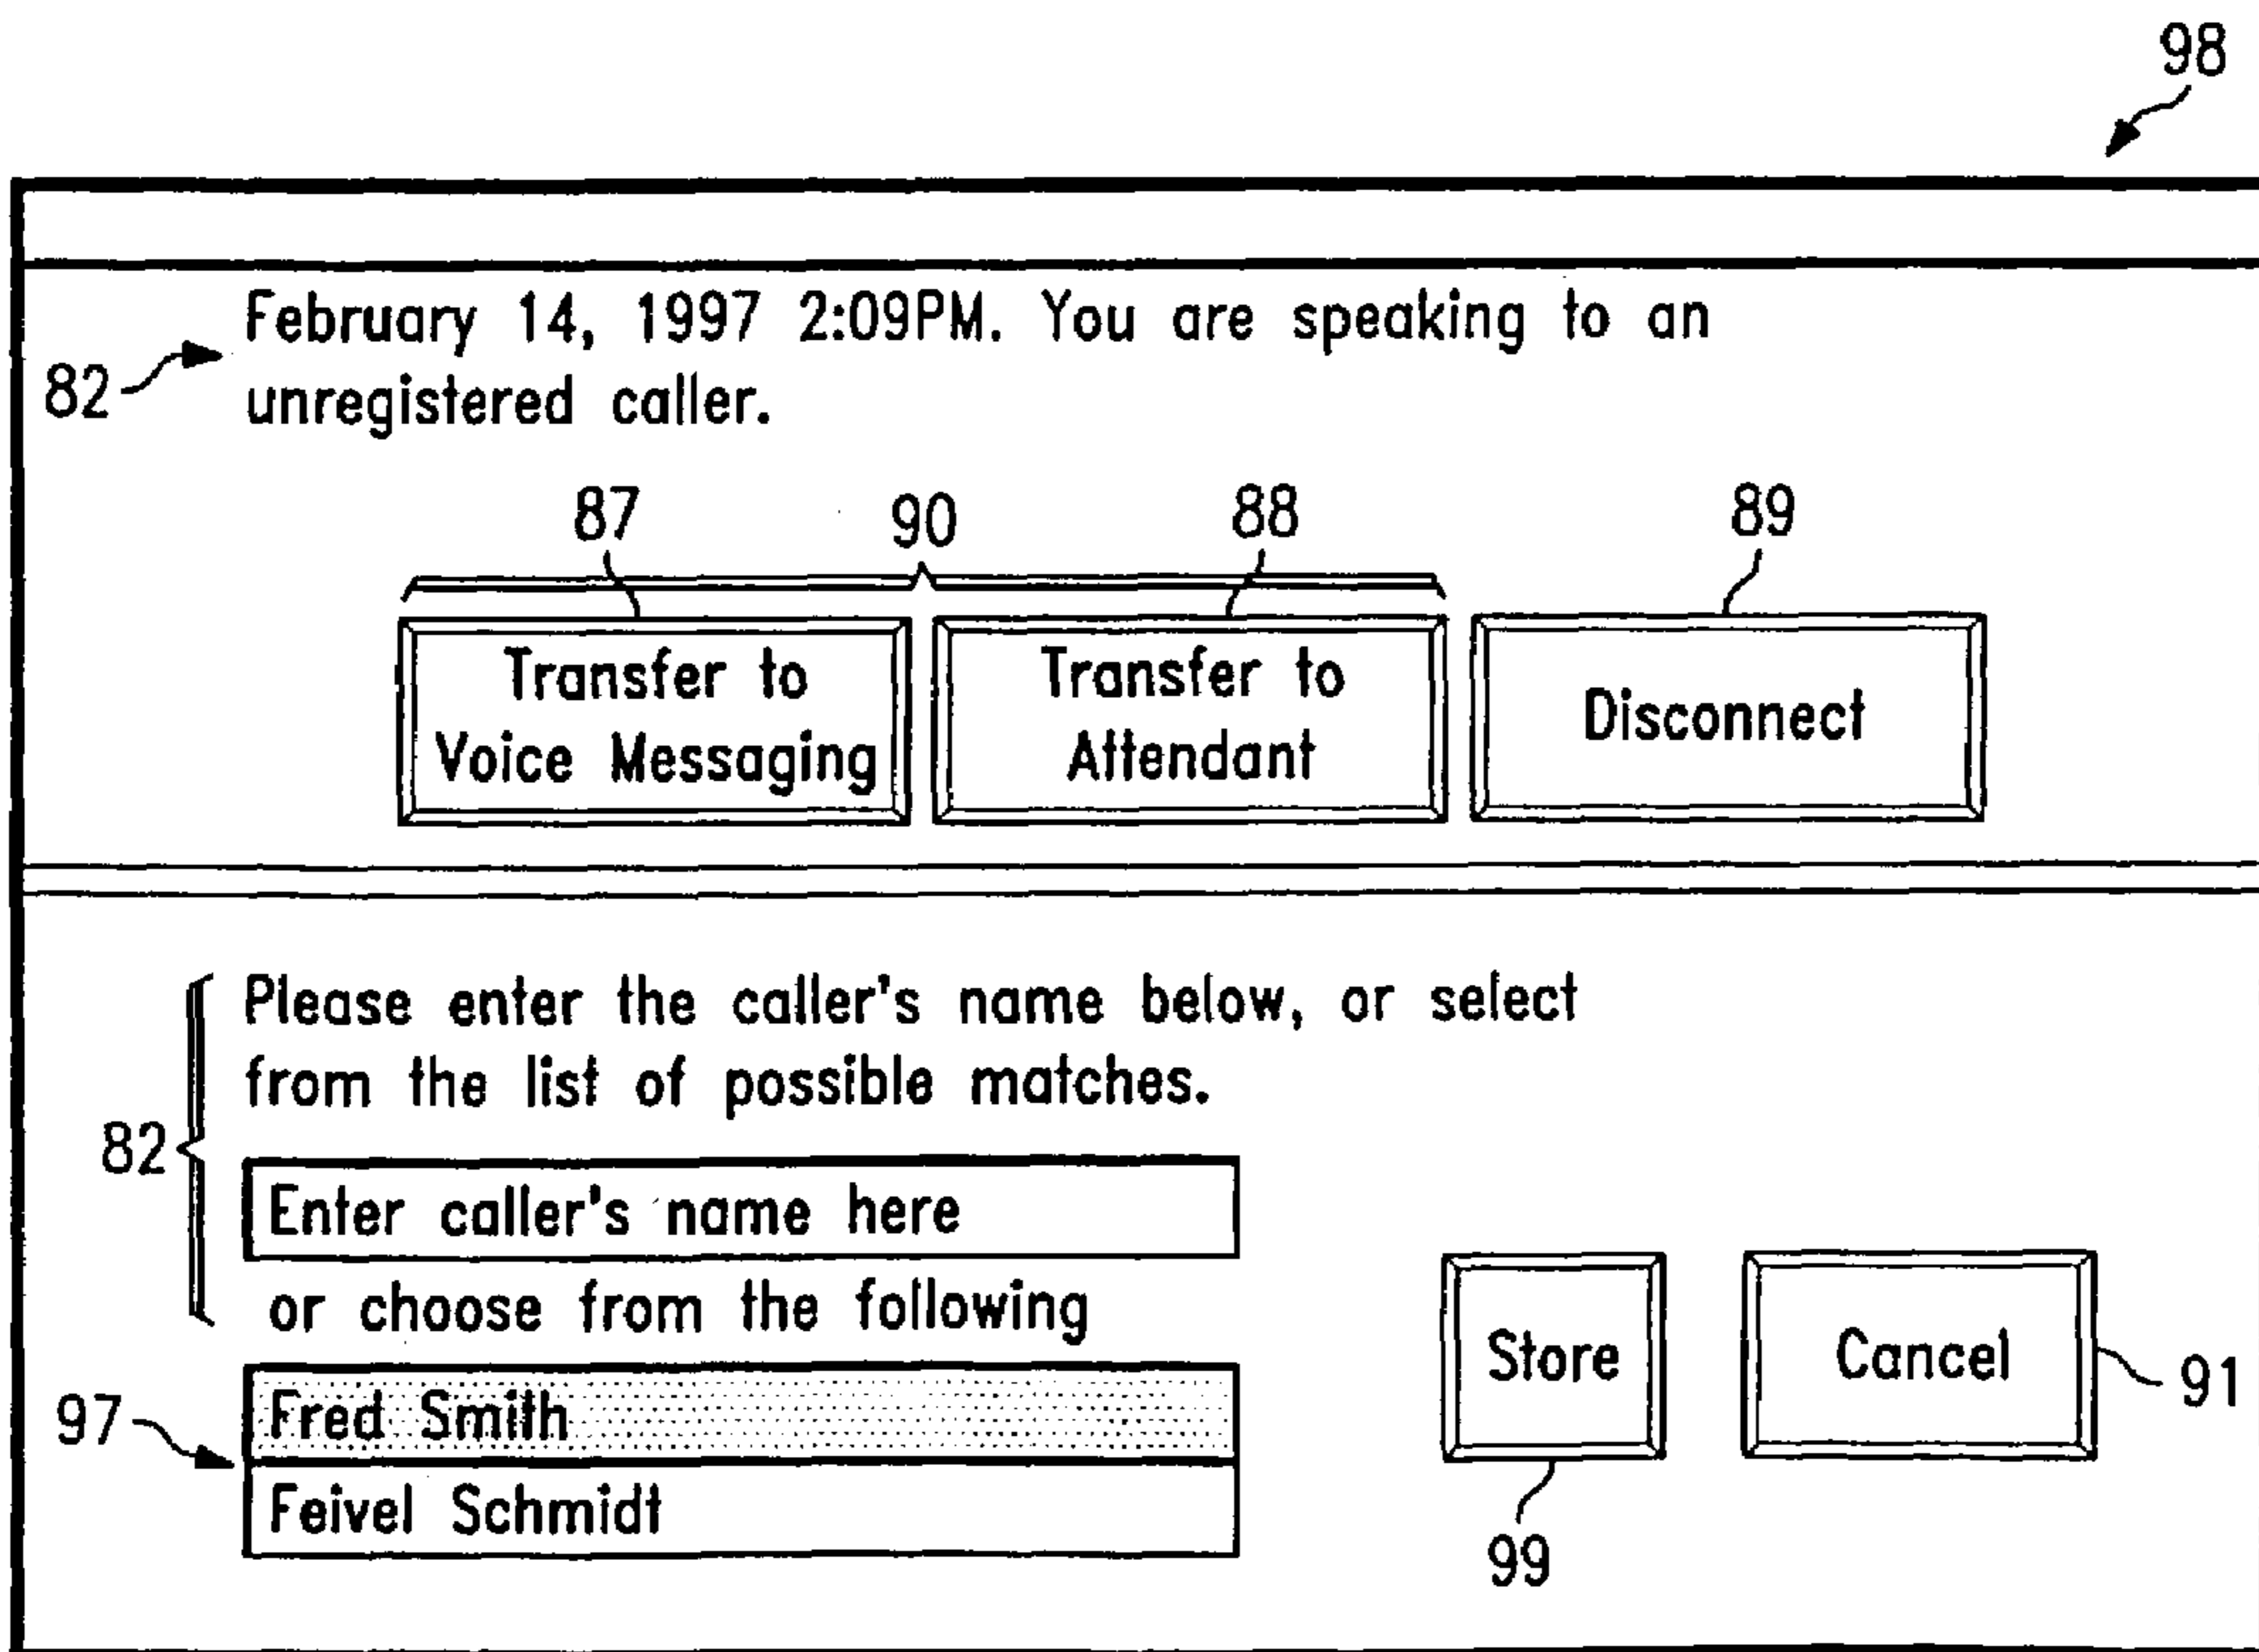 98
February 14, 1997 2:09PM. You are speaking to an
82
unregistered caller.
87
90
88
89
Transfer to
Voice Messaging
Transfer to
Attendant
Disconnect
Please enter the caller's name below, or select
from the list of possible matches.
82
Enter caller's name here
or choose from the following
Fred Smith
97
Feivel Schmidt
Store
Cancel
91
99